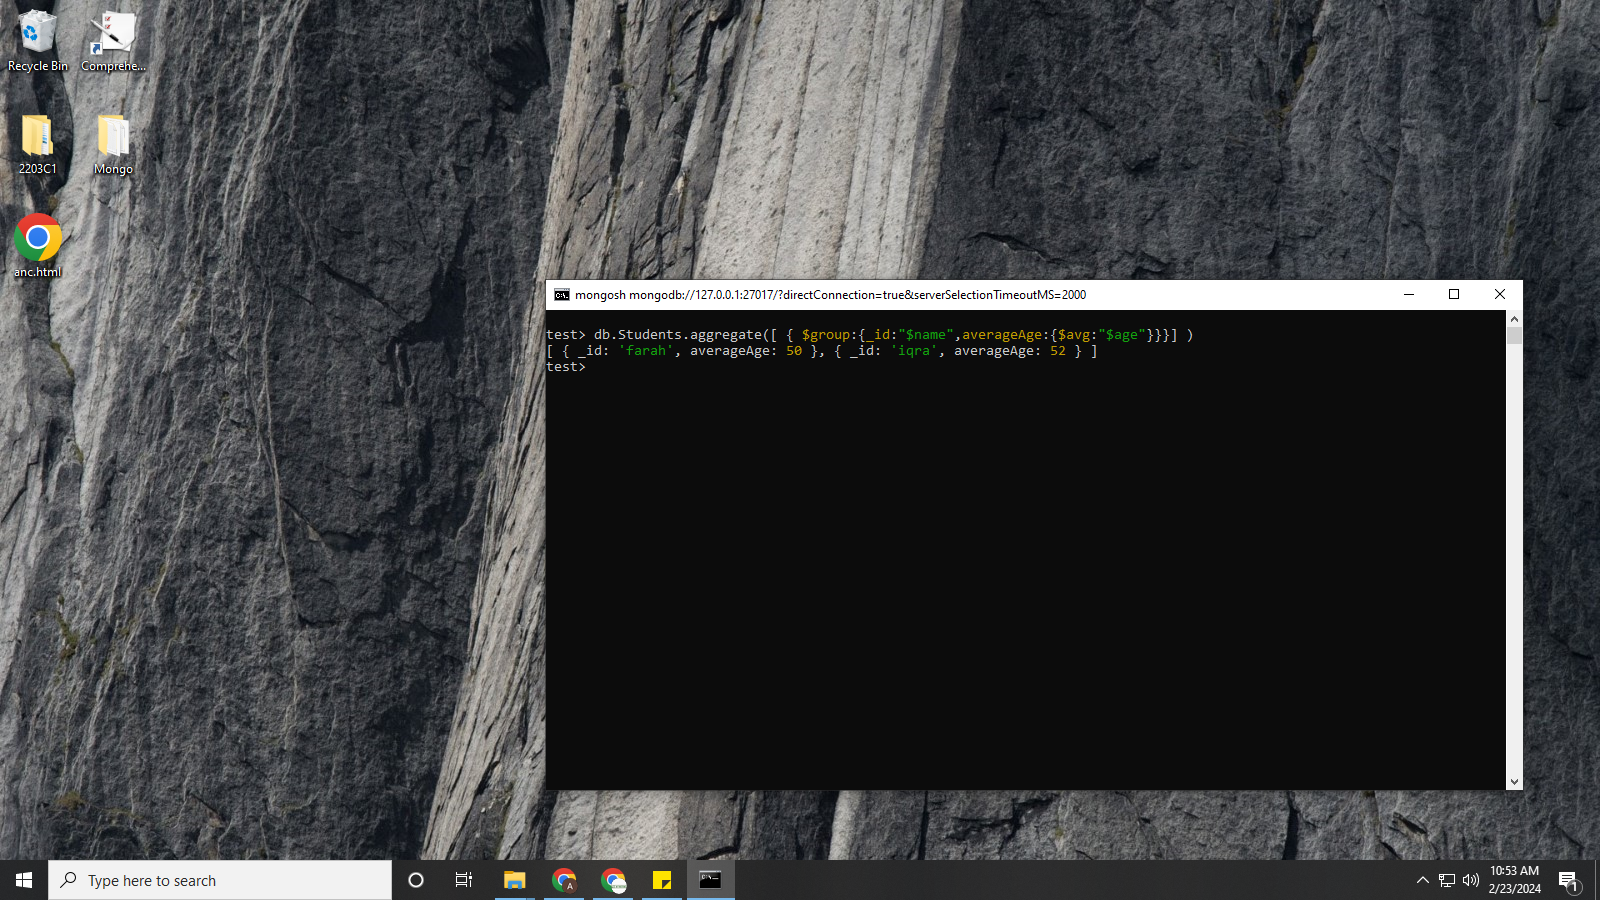 Recycle Bin
Comprehe...
2203C1
Mongo
anc.html
mongosh mongodb://127.0.0.1:27017/?directConnection=true&serverSelectionTimeoutMS=2000
test> db.Students.aggregate([ { $group:{_id:"$name",averageAge:{$avg:"$age"}}}] )
[ { _id: 'farah', averageAge: 50 }, { _id: 'iqra', averageAge: 52 } ]
test>
Type here to search
A
10:53 AM
2/23/2024
1